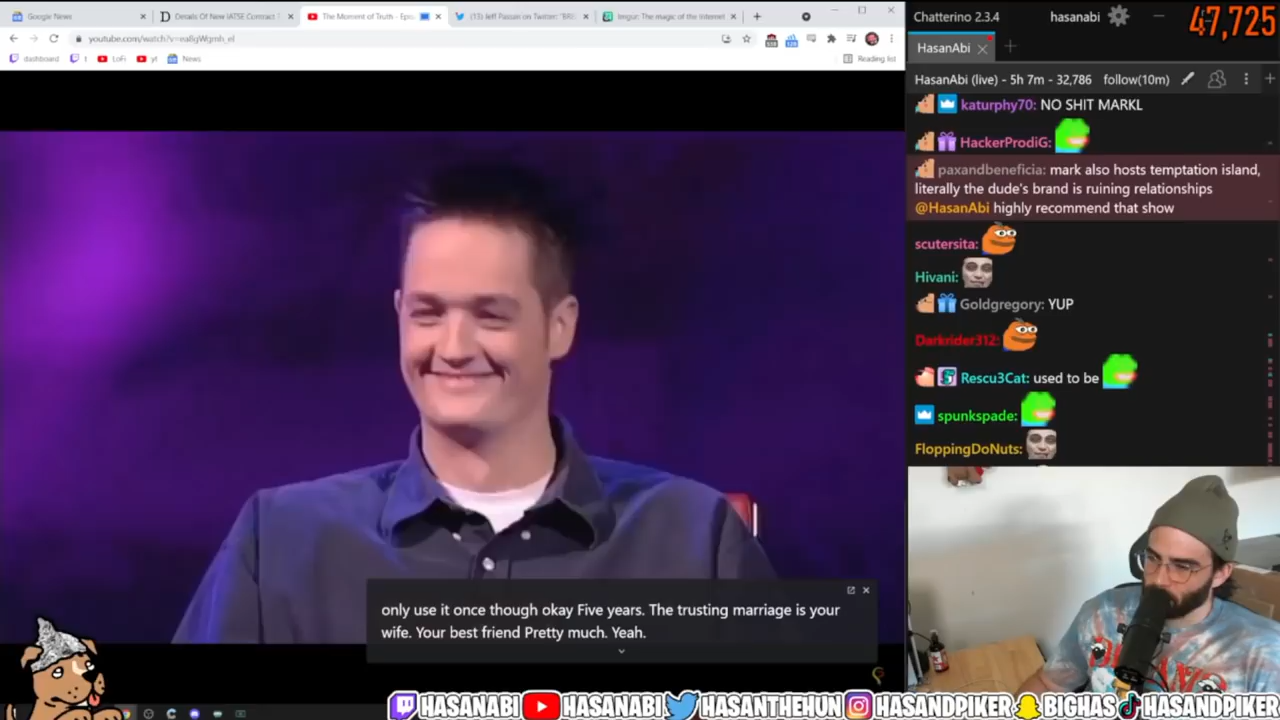 Google News
Details Of New IATSE Contract
The Moment of Truth - Epis
(13) Jeff Passan on Twitter: "BRE
Imgur: The magic of the Internet
youtube.com/watch?v=ea8gWgmh_eI
dashboard
t
LoFi
yt
News
Reading list
only use it once though okay Five years. The trusting marriage is your
wife. Your best friend Pretty much. Yeah.
Chatterino 2.3.4
hasanabi
47,725
HasanAbi
HasanAbi (live) - 5h 7m - 32,786
follow(10m)
katurphy70: NO SHIT MARKL
HackerProdiG:
paxandbeneficia: mark also hosts temptation island,
literally the dude's brand is ruining relationships
@HasanAbi highly recommend that show
scutersita:
Hivani:
Goldgregory: YUP
Darkrider312:
Rescu3Cat: used to be
spunkspade:
FloppingDoNuts:
HASANABI HASANABI HASANTHEHUN HASANDPIKER BIGHAS HASANDPIKER